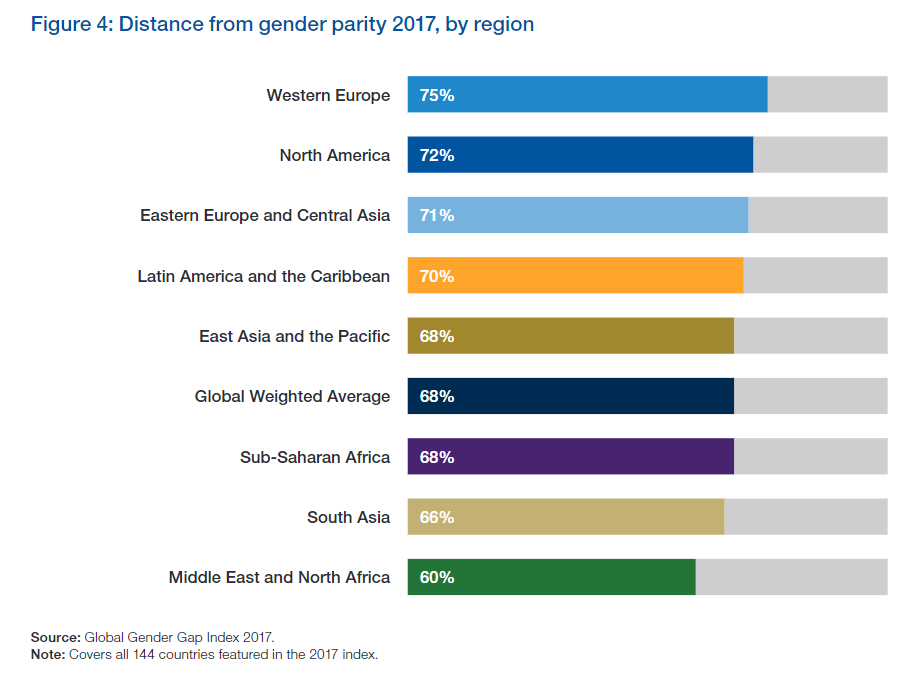 Figure 4: Distance from gender parity 2017, by region
Western Europe 75%
North America 72%
Eastern Europe and Central Asia 71%
Latin America and the Caribbean 70%
East Asia and the Pacific 68%
Global Weighted Average 68%
Sub-Saharan Africa 68%
South Asia 66%
Middle East and North Africa 60%
Source: Global Gender Gap Index 2017.
Note: Covers all 144 countries featured in the 2017 index.